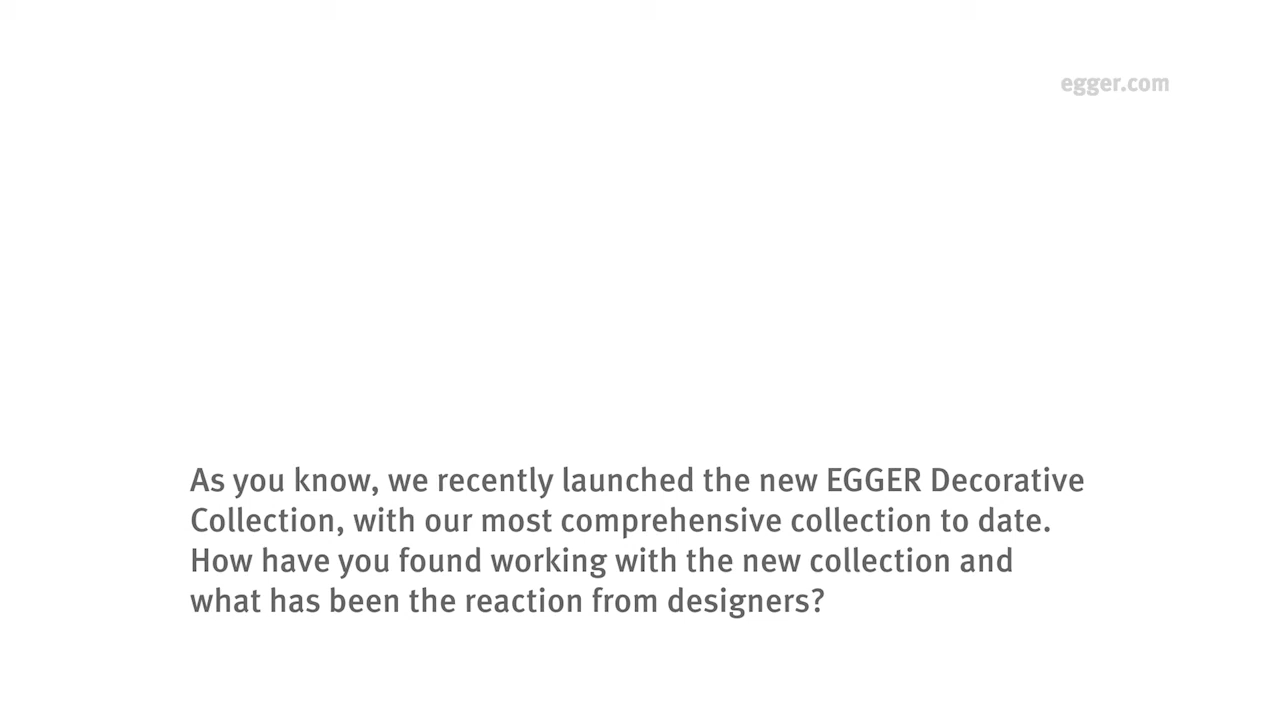 egger.com
As you know, we recently launched the new EGGER Decorative
Collection, with our most comprehensive collection to date.
How have you found working with the new collection and
what has been the reaction from designers?